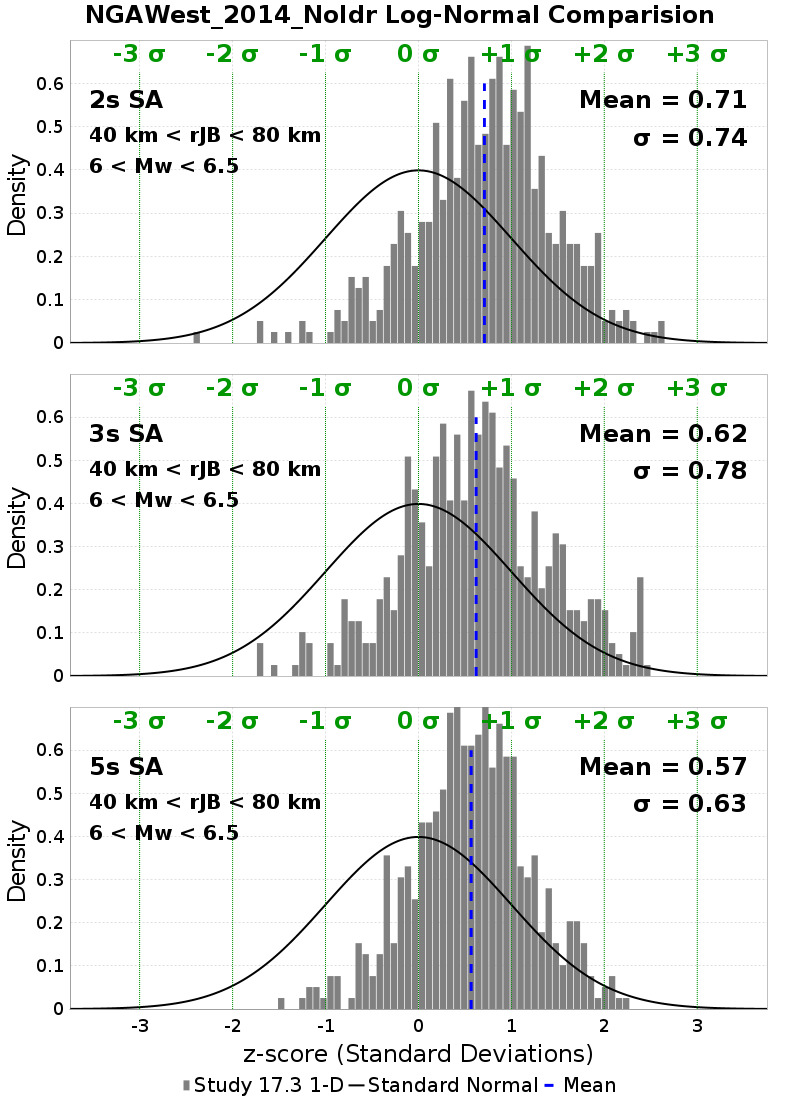 NGAWest_2014_NoIdr Log-Normal Comparision
-3 σ -2 σ -1 σ 0 σ +1 σ +2 σ +3 σ
2s SA
40 km < rJB < 80 km
6 < Mw < 6.5
Mean = 0.71
σ = 0.74
Density
0.6
0.5
0.4
0.3
0.2
0.1
0
-3 σ -2 σ -1 σ 0 σ +1 σ +2 σ +3 σ
3s SA
40 km < rJB < 80 km
6 < Mw < 6.5
Mean = 0.62
σ = 0.78
Density
0.6
0.5
0.4
0.3
0.2
0.1
0
-3 σ -2 σ -1 σ 0 σ +1 σ +2 σ +3 σ
5s SA
40 km < rJB < 80 km
6 < Mw < 6.5
Mean = 0.57
σ = 0.63
Density
0.6
0.5
0.4
0.3
0.2
0.1
0
-3 -2 -1 0 1 2 3
z-score (Standard Deviations)
Study 17.3 1-D Standard Normal Mean